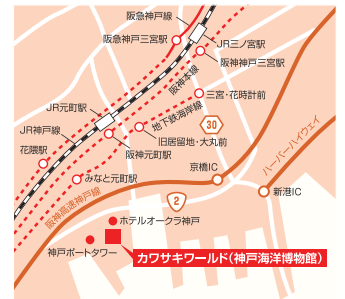 阪急神戸線
阪急神戸三宮駅
JR三ノ宮駅
阪神神戸三宮駅
阪神本線
三宮・花時計前
JR元町駅
地下鉄海岸線
JR神戸線
30
旧居留地・大丸前
花隈駅
阪神元町駅
ハーバーハイウェイ
京橋IC
みなと元町駅
新港IC
阪神高速神戸線
2
ホテルオークラ神戸
神戸ポートタワー
カワサキワールド(神戸海洋博物館)